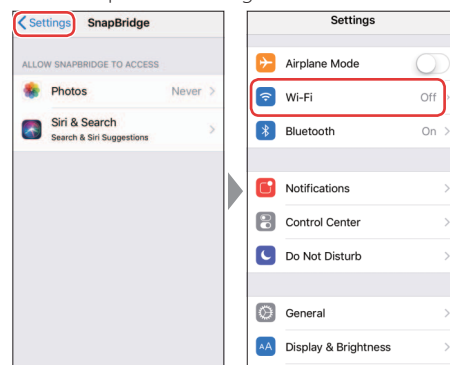 Settings SnapBridge
ALLOW SNAPBRIDGE TO ACCESS
Photos Never
Siri & Search
Search & Siri Suggestions
Settings
Airplane Mode
Wi-Fi Off
Bluetooth On
Notifications
Control Center
Do Not Disturb
General
AA Display & Brightness